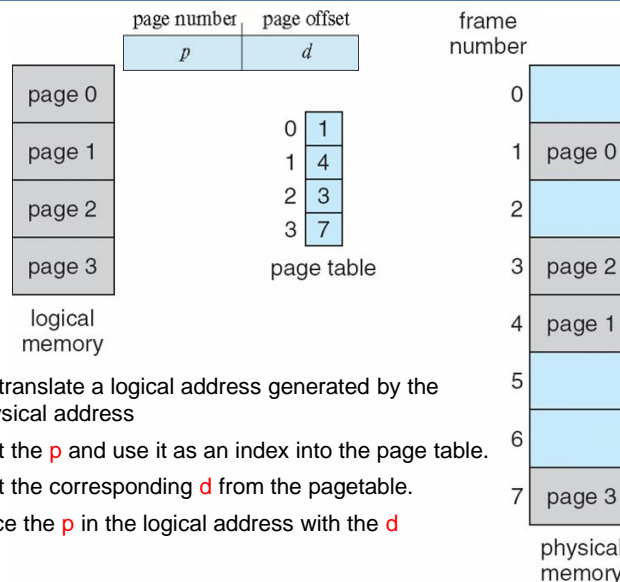 page number page offset
p d
frame
number
page 0
page 1
page 2
page 3
logical
memory
0 1
1 4
2 3
3 7
page table
0
1 page 0
2
3 page 2
4 page 1
5
6
7 page 3
physical
memory
translate a logical address generated by the
ysical address
t the p and use it as an index into the page table.
t the corresponding d from the pagetable.
ce the p in the logical address with the d